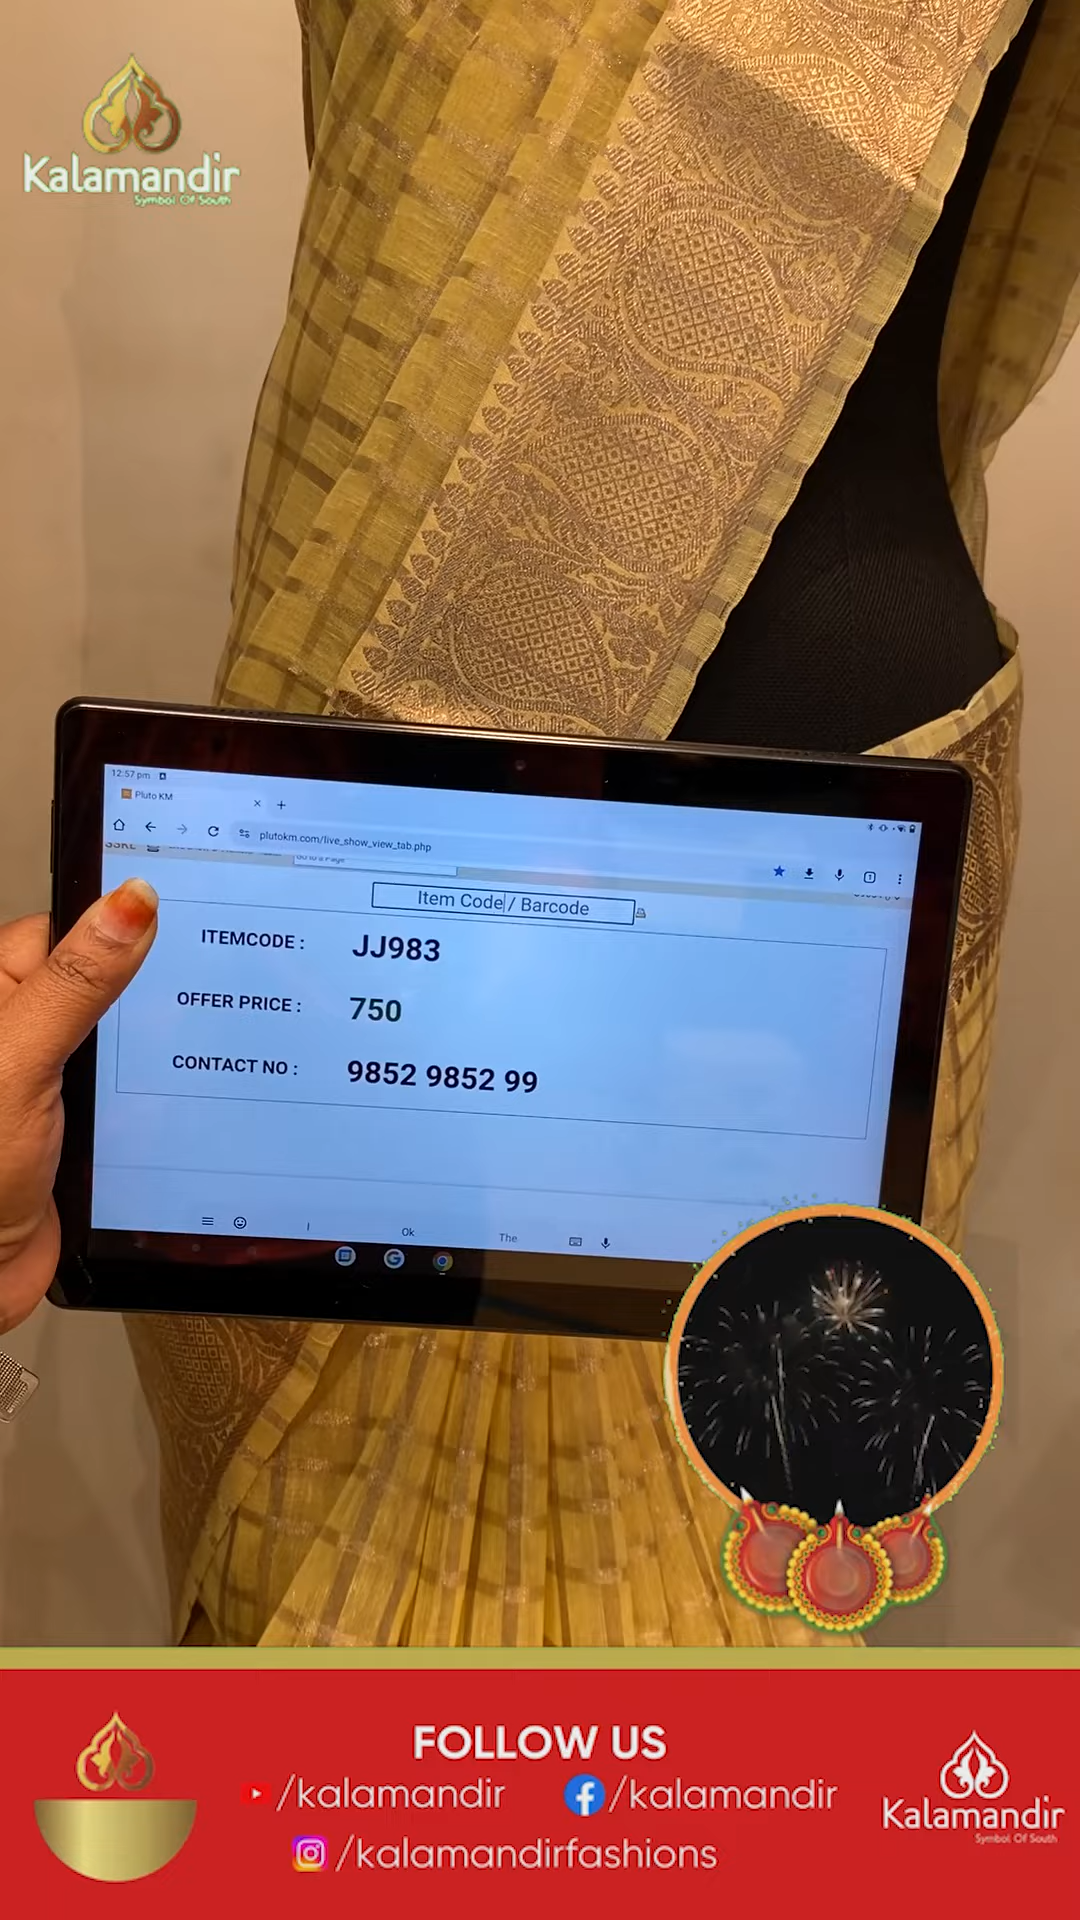 Kalamandir
Symbol Of South
12:57 pm
Pluto KM
plutokm.com/live_show_view_tab.php
Item Code / Barcode
ITEMCODE : JJ983
OFFER PRICE : 750
CONTACT NO : 9852 9852 99
Ok The
FOLLOW US
/kalamandir /kalamandir
/kalamandirfashions
Kalamandir
Symbol Of South